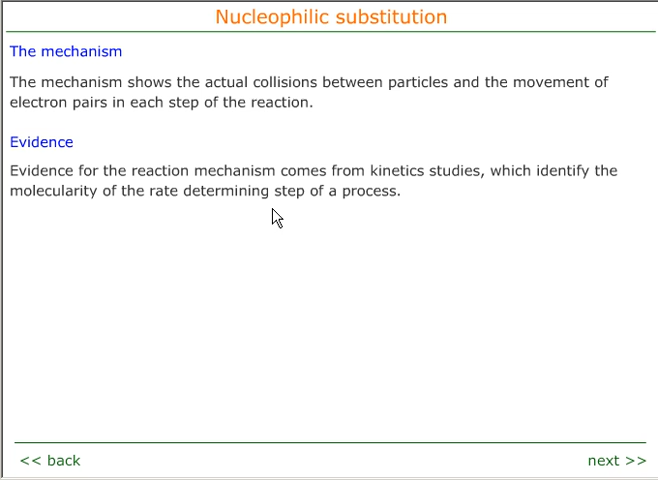 Nucleophilic substitution
The mechanism
The mechanism shows the actual collisions between particles and the movement of
electron pairs in each step of the reaction.
Evidence
Evidence for the reaction mechanism comes from kinetics studies, which identify the
molecularity of the rate determining step of a process.
<< back
next >>